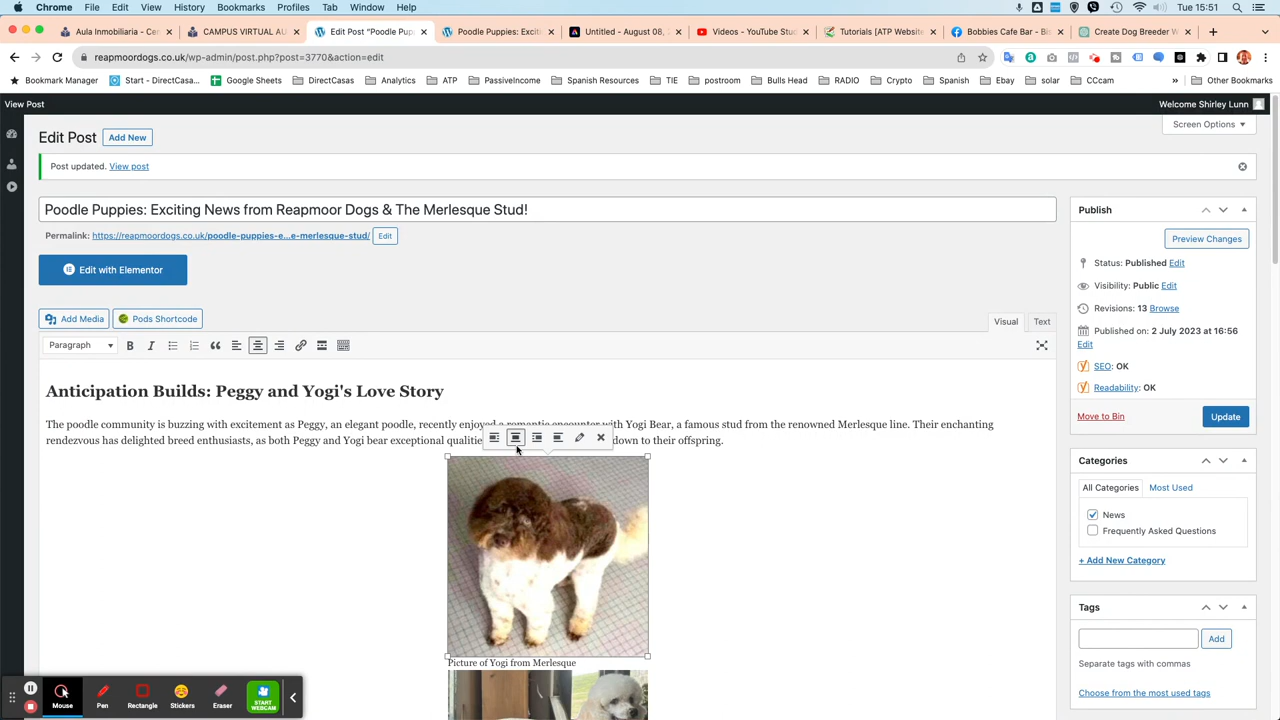 Chrome File Edit View History Bookmarks Profiles Tab Window Help Tue 15:51
Aula Inmobiliaria - Cen CAMPUS VIRTUAL AU Edit Post "Poodle Pup Poodle Puppies: Exciti Untitled - August 08, Videos - YouTube Stu Tutorials [ATP Website Bobbies Cafe Bar - Bis Create Dog Breeder W
reapmoordogs.co.uk/wp-admin/post.php?post=3770&action=edit
Bookmark Manager Start - DirectCasa... Google Sheets DirectCasas Analytics ATP PassiveIncome Spanish Resources TIE postroom Bulls Head RADIO Crypto Spanish Ebay solar CCcam » Other Bookmarks
View Post Welcome Shirley Lunn
Screen Options
Edit Post Add New
Post updated. View post
Poodle Puppies: Exciting News from Reapmoor Dogs & The Merlesque Stud!
Permalink: https://reapmoordogs.co.uk/poodle-puppies-e...e-merlesque-stud/ Edit
Edit with Elementor
Add Media Pods Shortcode
Visual Text
Paragraph
Anticipation Builds: Peggy and Yogi's Love Story
The poodle community is buzzing with excitement as Peggy, an elegant poodle, recently enjoyed a romantic encounter with Yogi Bear, a famous stud from the renowned Merlesque line. Their enchanting
rendezvous has delighted breed enthusiasts, as both Peggy and Yogi bear exceptional qualitie down to their offspring.
Picture of Yogi from Merlesque
Publish
Preview Changes
Status: Published Edit
Visibility: Public Edit
Revisions: 13 Browse
Published on: 2 July 2023 at 16:56
Edit
SEO: OK
Readability: OK
Move to Bin Update
Categories
All Categories Most Used
News
Frequently Asked Questions
+ Add New Category
Tags
Add
Separate tags with commas
Choose from the most used tags
Mouse Pen Rectangle Stickers Eraser START WEBCAM